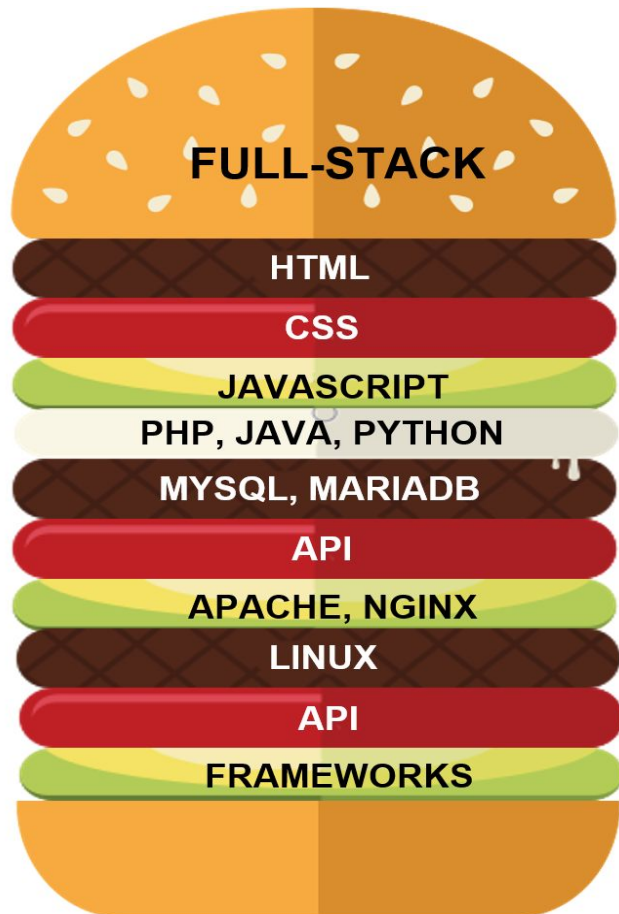 FULL-STACK
HTML
CSS
JAVASCRIPT
PHP, JAVA, PYTHON
MYSQL, MARIADB
API
APACHE, NGINX
LINUX
API
FRAMEWORKS